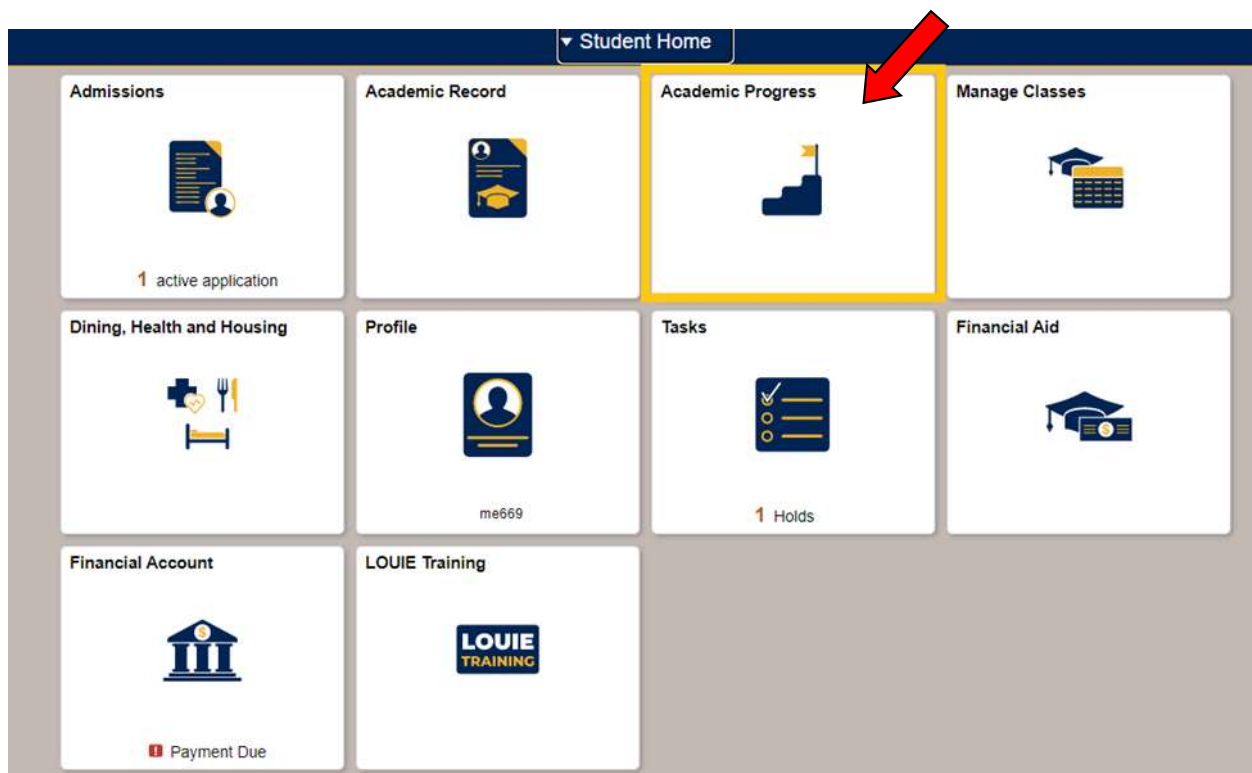 ▾ Student Home
Admissions
Academic Record
Academic Progress
Manage Classes
1 active application
Dining, Health and Housing
Profile
Tasks
Financial Aid
me669
1 Holds
Financial Account
LOUIE Training
LOUIE
TRAINING
Payment Due